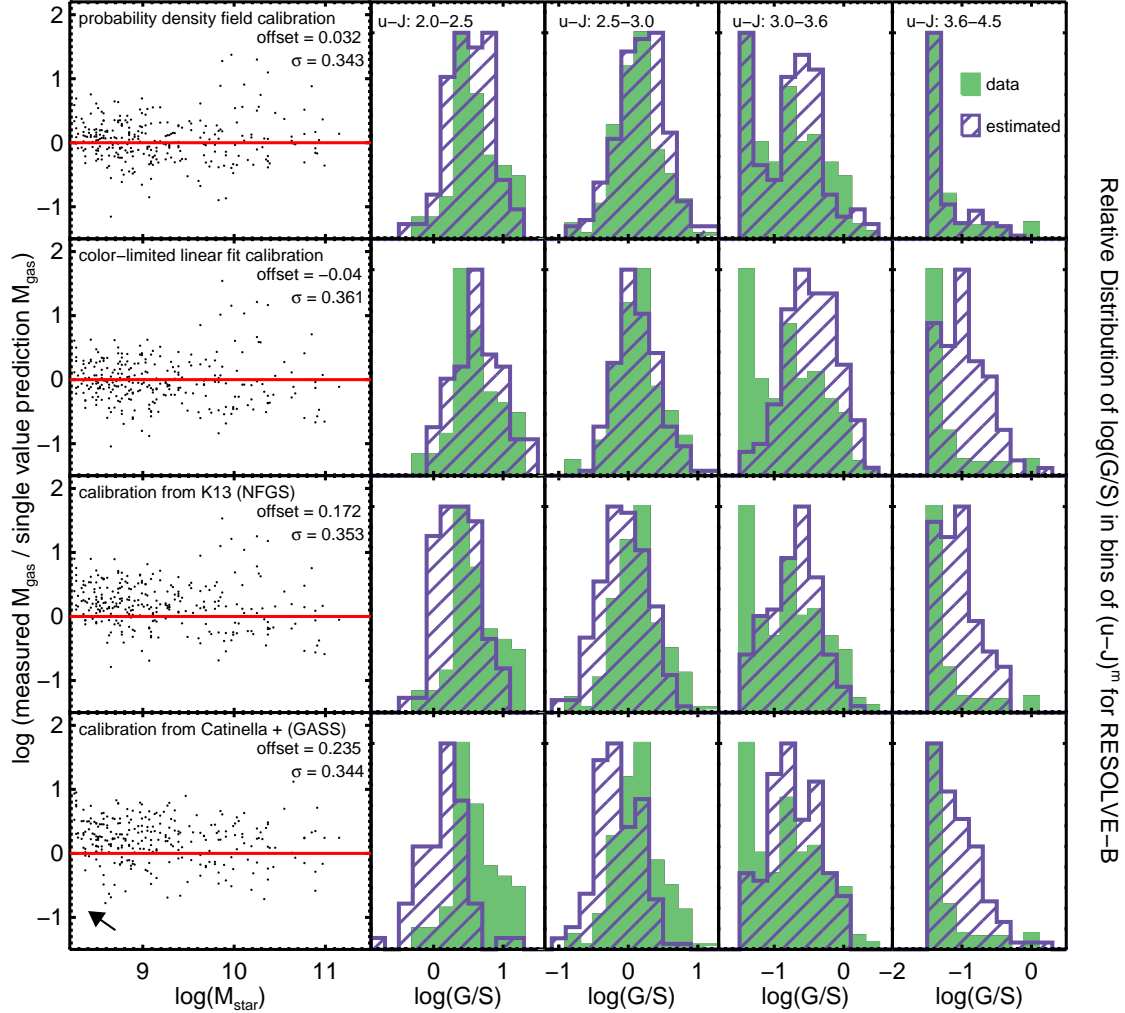 probability density field calibration
offset = 0.032
σ = 0.343
u−J: 2.0−2.5
u−J: 2.5−3.0
u−J: 3.0−3.6
u−J: 3.6−4.5
data
estimated
2
1
0
−1
color−limited linear fit calibration
offset = −0.04
σ = 0.361
2
1
0
−1
calibration from K13 (NFGS)
offset = 0.172
σ = 0.353
2
1
0
−1
calibration from Catinella + (GASS)
offset = 0.235
σ = 0.344
2
1
0
−1
9 10 11
0 1
−1 0 1
−1 0
−2 −1 0
log(Mstar)
log(G/S)
log(G/S)
log(G/S)
log(G/S)
log (measured Mgas / single value prediction Mgas)
Relative Distribution of log(G/S) in bins of (u−J)m for RESOLVE−B